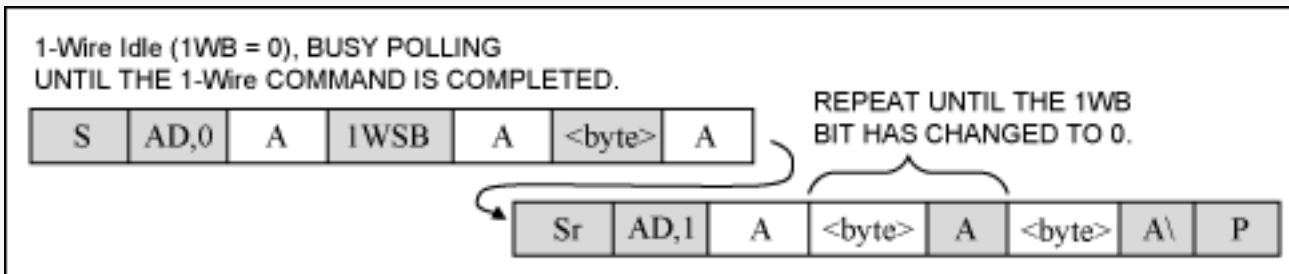 1-Wire Idle (1WB = 0), BUSY POLLING
UNTIL THE 1-Wire COMMAND IS COMPLETED.
REPEAT UNTIL THE 1WB
BIT HAS CHANGED TO 0.
S AD,0 A 1WSB A <byte> A
Sr AD,1 A <byte> A <byte> A\ P